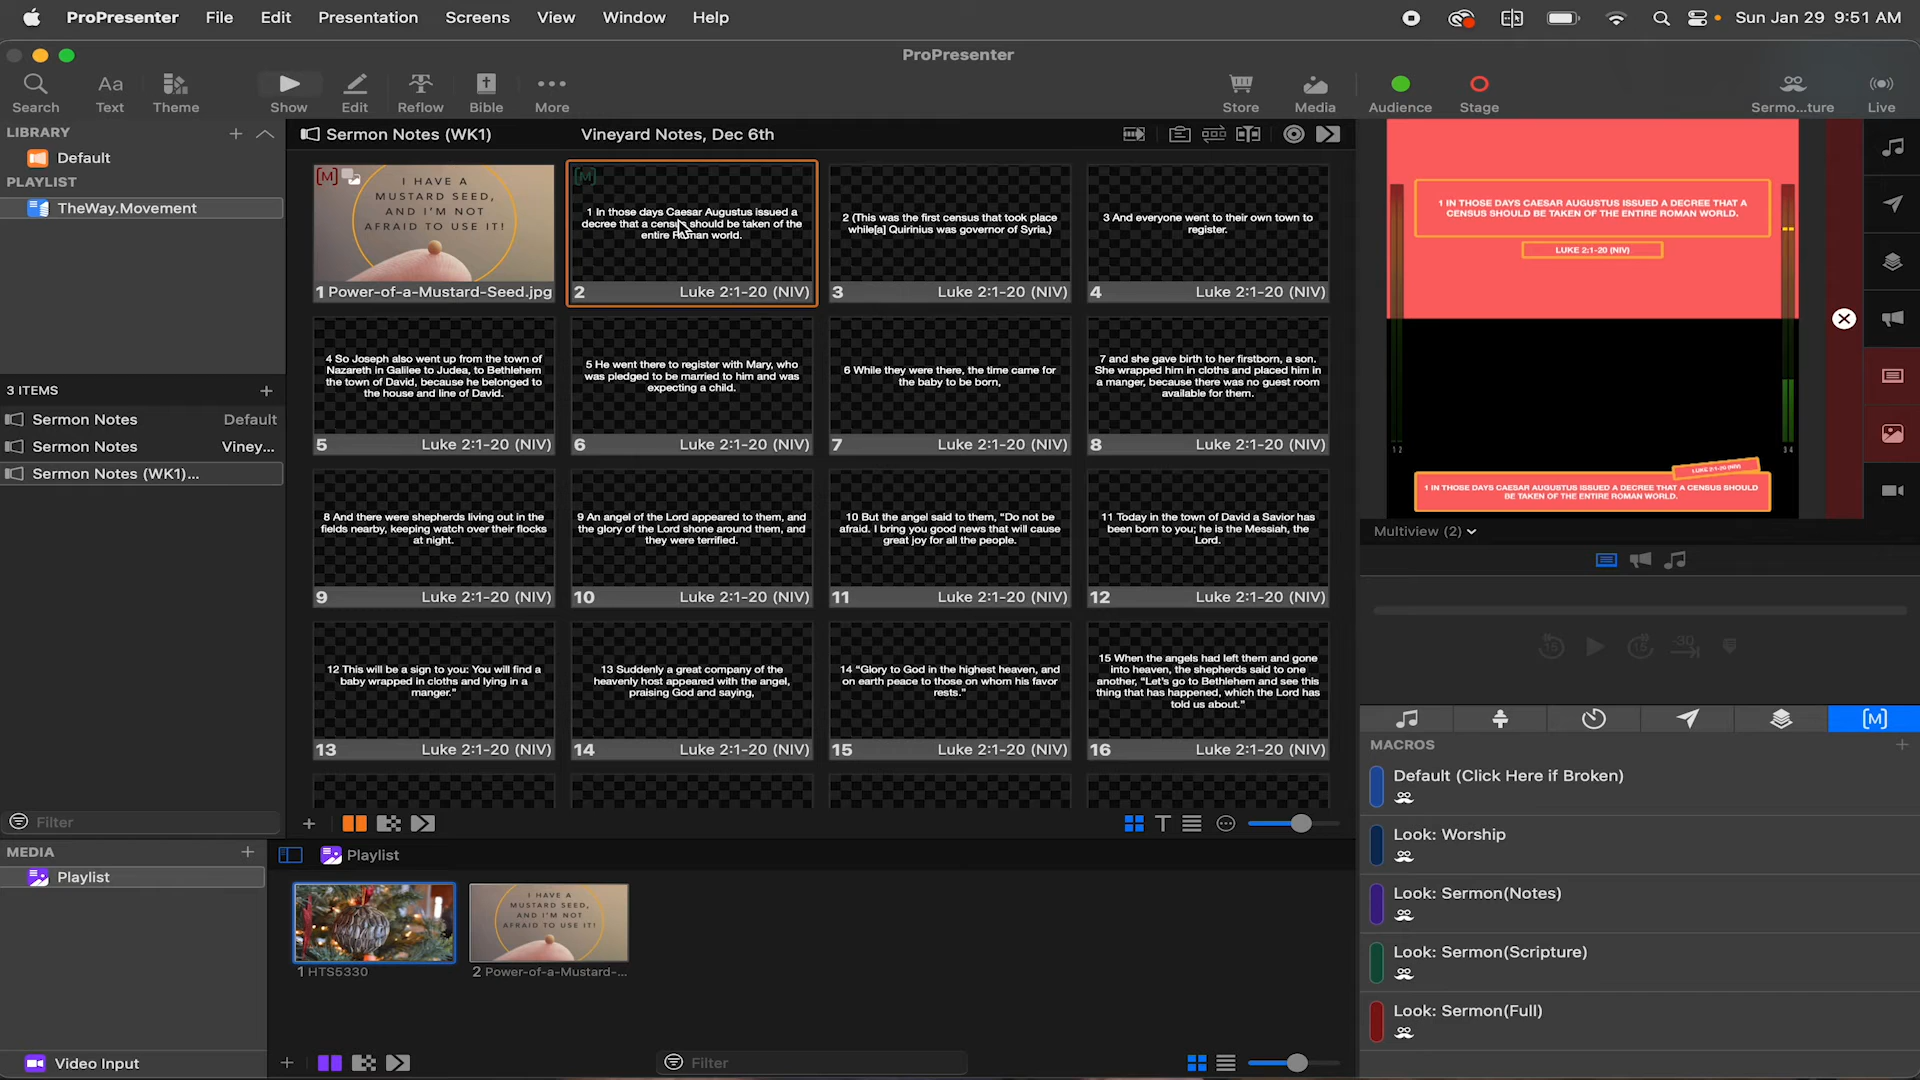 ProPresenter File Edit Presentation Screens View Window Help
Sun Jan 29 9:51 AM
ProPresenter
Search Text Theme Show Edit Reflow Bible More Store Media Audience Stage Sermo...ture Live
LIBRARY
Default
PLAYLIST
TheWay.Movement
3 ITEMS
Sermon Notes Default
Sermon Notes Viney...
Sermon Notes (WK1)...
Filter
MEDIA
Playlist
Video Input
Sermon Notes (WK1) Vineyard Notes, Dec 6th
I HAVE A
MUSTARD SEED,
AND I'M NOT
AFRAID TO USE IT!
1 Power-of-a-Mustard-Seed.jpg
1 In those days Caesar Augustus issued a
decree that a census should be taken of the
entire Roman world.
2 Luke 2:1-20 (NIV)
2 (This was the first census that took place
while[a] Quirinius was governor of Syria.)
3 Luke 2:1-20 (NIV)
3 And everyone went to their own town to
register.
4 Luke 2:1-20 (NIV)
4 So Joseph also went up from the town of
Nazareth in Galilee to Judea, to Bethlehem
the town of David, because he belonged to
the house and line of David.
5 Luke 2:1-20 (NIV)
5 He went there to register with Mary, who
was pledged to be married to him and was
expecting a child.
6 Luke 2:1-20 (NIV)
6 While they were there, the time came for
the baby to be born,
7 Luke 2:1-20 (NIV)
7 and she gave birth to her firstborn, a son.
She wrapped him in cloths and placed him in
a manger, because there was no guest room
available for them.
8 Luke 2:1-20 (NIV)
8 And there were shepherds living out in the
fields nearby, keeping watch over their flocks
at night.
9 Luke 2:1-20 (NIV)
9 An angel of the Lord appeared to them, and
the glory of the Lord shone around them, and
they were terrified.
10 Luke 2:1-20 (NIV)
10 But the angel said to them, "Do not be
afraid. I bring you good news that will cause
great joy for all the people.
11 Luke 2:1-20 (NIV)
11 Today in the town of David a Savior has
been born to you; he is the Messiah, the
Lord.
12 Luke 2:1-20 (NIV)
12 This will be a sign to you: You will find a
baby wrapped in cloths and lying in a
manger."
13 Luke 2:1-20 (NIV)
13 Suddenly a great company of the
heavenly host appeared with the angel,
praising God and saying,
14 Luke 2:1-20 (NIV)
14 "Glory to God in the highest heaven, and
on earth peace to those on whom his favor
rests."
15 Luke 2:1-20 (NIV)
15 When the angels had left them and gone
into heaven, the shepherds said to one
another, "Let's go to Bethlehem and see this
thing that has happened, which the Lord has
told us about."
16 Luke 2:1-20 (NIV)
Playlist
I HAVE A
MUSTARD SEED,
AND I'M NOT
AFRAID TO USE IT!
1 HTS5330
2 Power-of-a-Mustard-...
Filter
1 IN THOSE DAYS CAESAR AUGUSTUS ISSUED A DECREE THAT A
CENSUS SHOULD BE TAKEN OF THE ENTIRE ROMAN WORLD.
LUKE 2:1-20 (NIV)
1 2
3 4
LUKE 2:1-20 (NIV)
1 IN THOSE DAYS CAESAR AUGUSTUS ISSUED A DECREE THAT A CENSUS SHOULD
BE TAKEN OF THE ENTIRE ROMAN WORLD.
Multiview (2)
15 15 -30
[M]
MACROS
Default (Click Here if Broken)
Look: Worship
Look: Sermon(Notes)
Look: Sermon(Scripture)
Look: Sermon(Full)